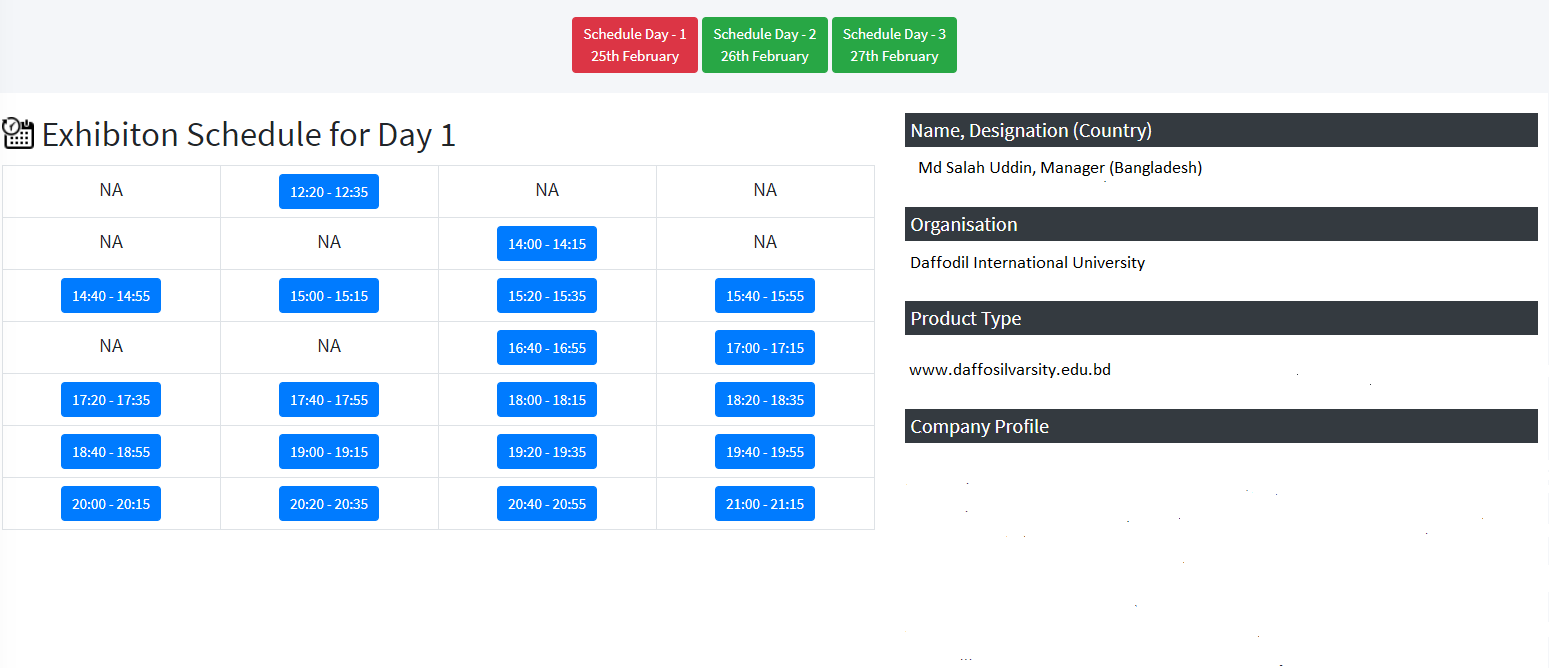 Schedule Day - 1
25th February
Schedule Day - 2
26th February
Schedule Day - 3
27th February
Exhibiton Schedule for Day 1
NA 12:20 - 12:35 NA NA
NA NA 14:00 - 14:15 NA
14:40 - 14:55 15:00 - 15:15 15:20 - 15:35 15:40 - 15:55
NA NA 16:40 - 16:55 17:00 - 17:15
17:20 - 17:35 17:40 - 17:55 18:00 - 18:15 18:20 - 18:35
18:40 - 18:55 19:00 - 19:15 19:20 - 19:35 19:40 - 19:55
20:00 - 20:15 20:20 - 20:35 20:40 - 20:55 21:00 - 21:15
Name, Designation (Country)
Md Salah Uddin, Manager (Bangladesh)
Organisation
Daffodil International University
Product Type
www.daffosilvarsity.edu.bd
Company Profile